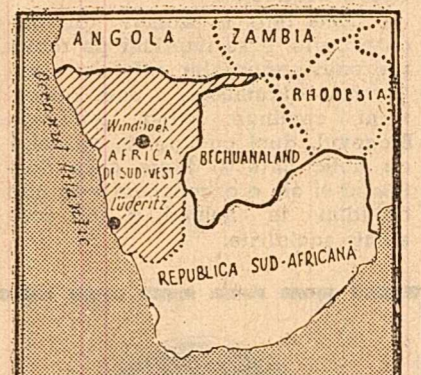 ANGOLA
ZAMBIA
RHODESIA
Oceanul Atlantic
Windhoek
AFRICA
DE SUD-VEST
BECHUANALAND
Lüderitz
REPUBLICA SUD-AFRICANĂ